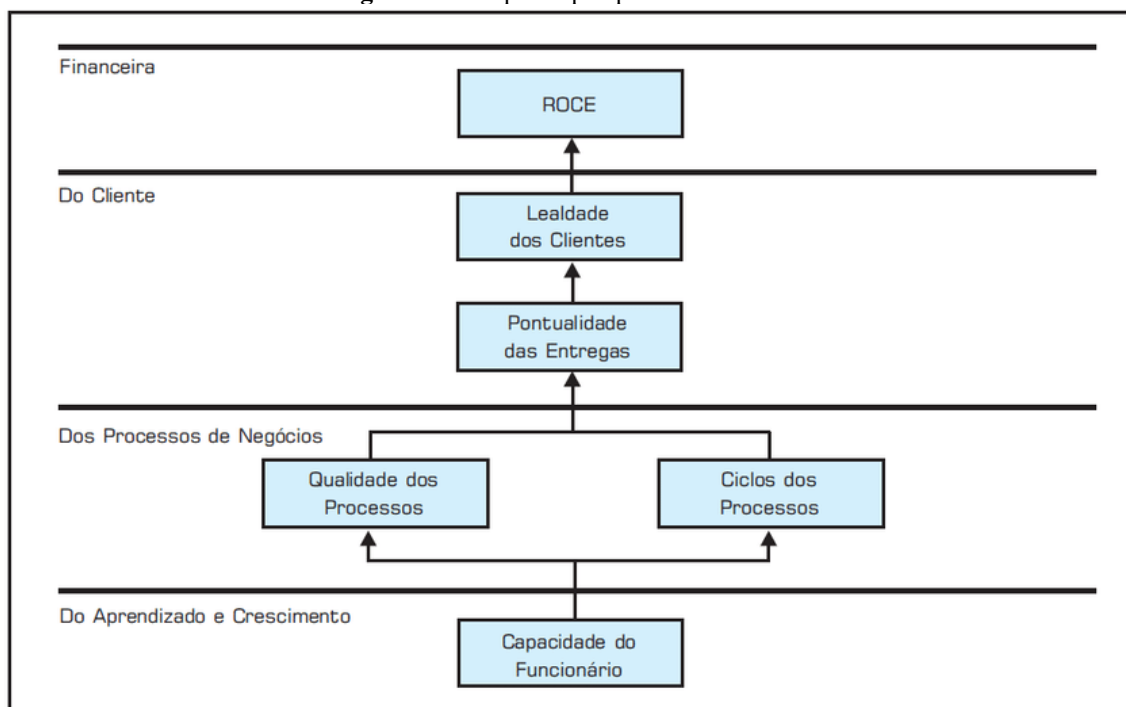 Financeira
ROCE
Do Cliente
Lealdade
dos Clientes
Pontualidade
das Entregas
Dos Processos de Negócios
Qualidade dos
Processos
Ciclos dos
Processos
Do Aprendizado e Crescimento
Capacidade do
Funcionário